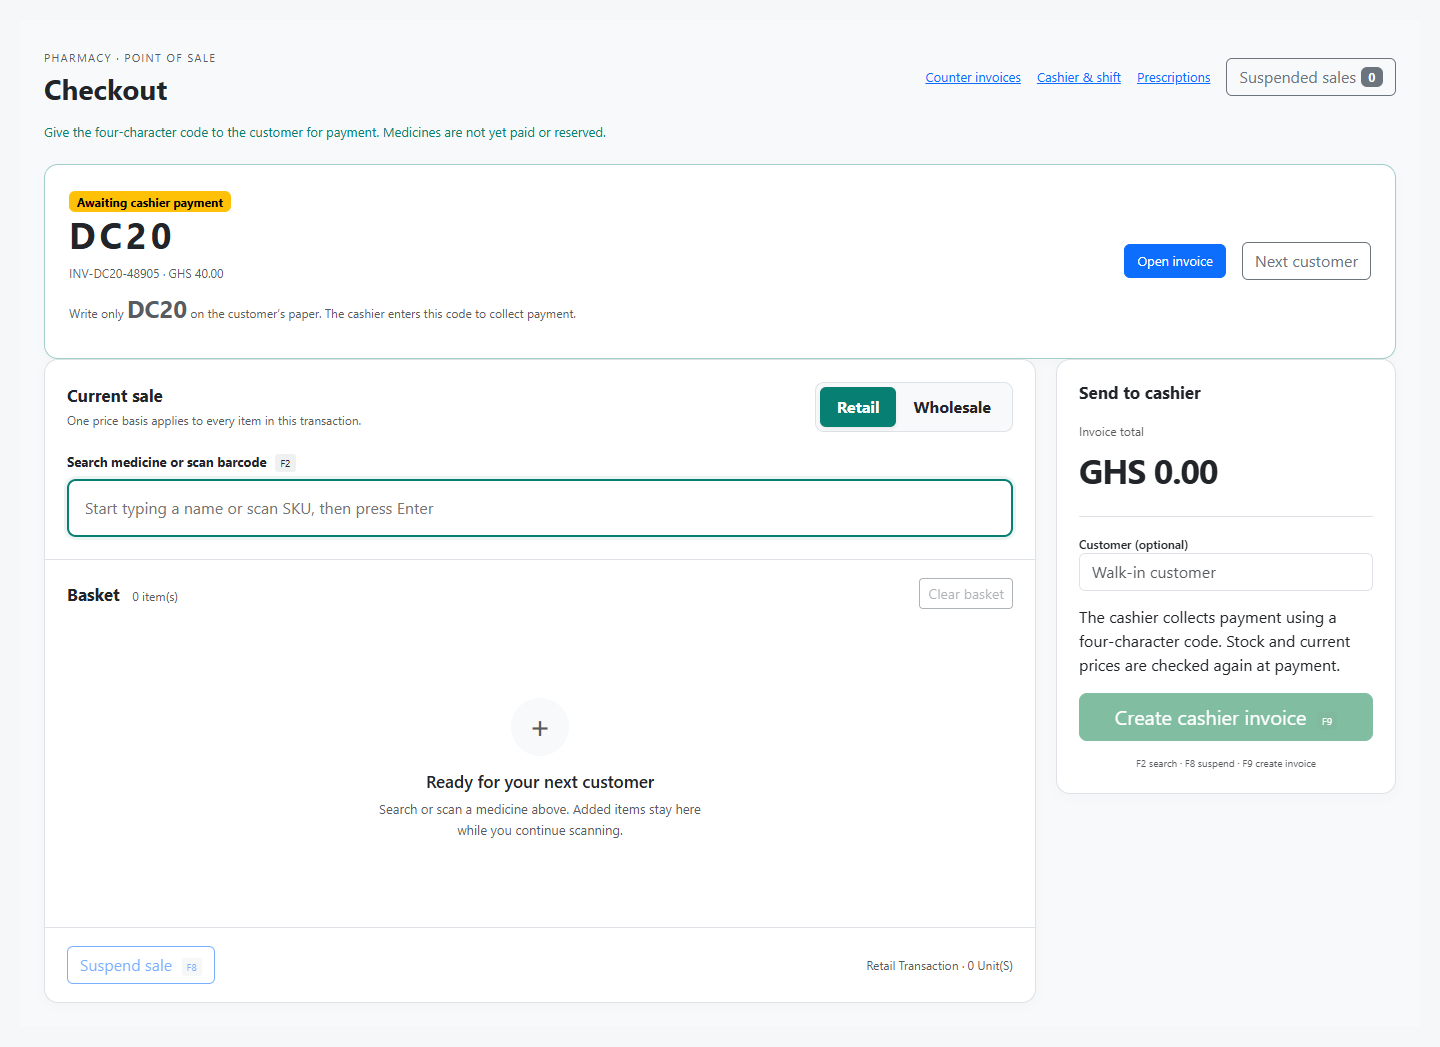 PHARMACY · POINT OF SALE
Checkout
Counter invoices
Cashier & shift
Prescriptions
Suspended sales 0
Give the four-character code to the customer for payment. Medicines are not yet paid or reserved.
Awaiting cashier payment
DC20
INV-DC20-48905 · GHS 40.00
Write only DC20 on the customer's paper. The cashier enters this code to collect payment.
Open invoice
Next customer
Current sale
One price basis applies to every item in this transaction.
Retail
Wholesale
Search medicine or scan barcode F2
Start typing a name or scan SKU, then press Enter
Basket 0 item(s)
Clear basket
+
Ready for your next customer
Search or scan a medicine above. Added items stay here
while you continue scanning.
Suspend sale F8
Retail Transaction · 0 Unit(S)
Send to cashier
Invoice total
GHS 0.00
Customer (optional)
Walk-in customer
The cashier collects payment using a
four-character code. Stock and current
prices are checked again at payment.
Create cashier invoice F9
F2 search · F8 suspend · F9 create invoice